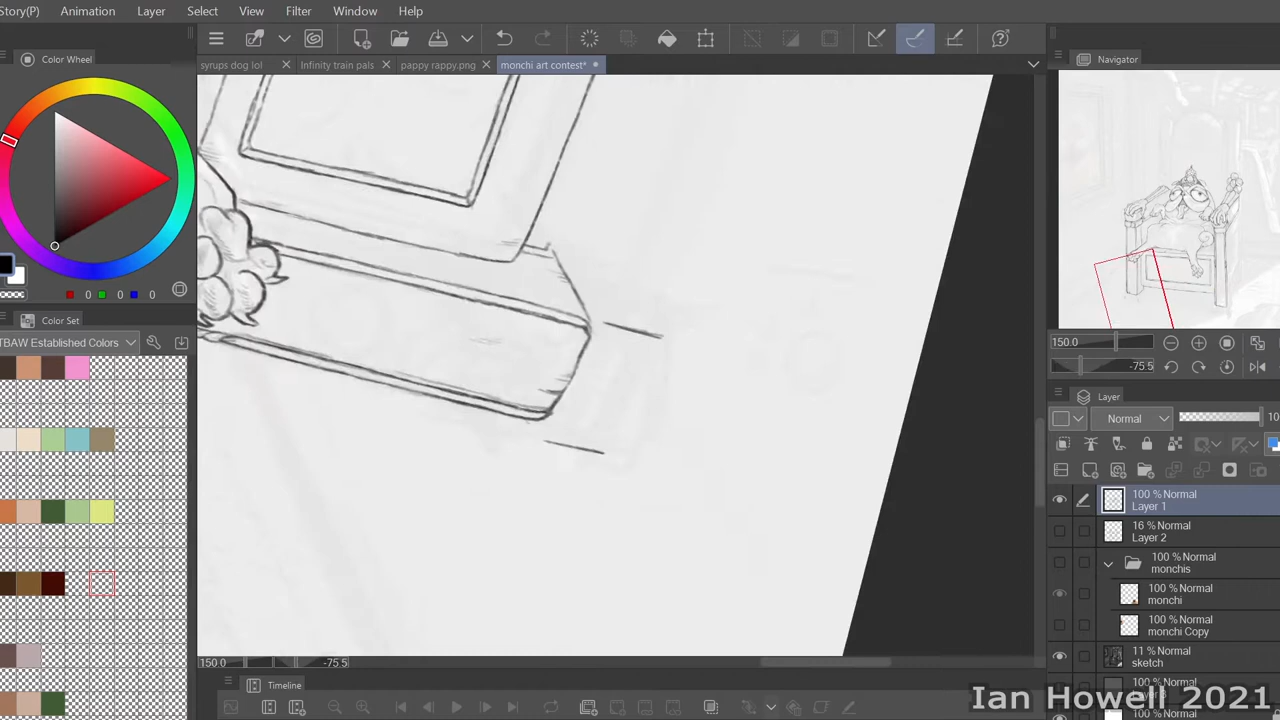 Story(P) Animation Layer Select View Filter Window Help
Color Wheel
syrups dog lol Infinity train pals pappy rappy.png monchi art contest*
Navigator
0 0 0
Color Set
TBAW Established Colors
150.0
-75.5
Layer
Normal 10
100 % Normal
Layer 1
16 % Normal
Layer 2
100 % Normal
monchis
100 % Normal
monchi
100 % Normal
monchi Copy
11 % Normal
sketch
100 % Normal
150.0 -75.5
Timeline
Ian Howell 2021